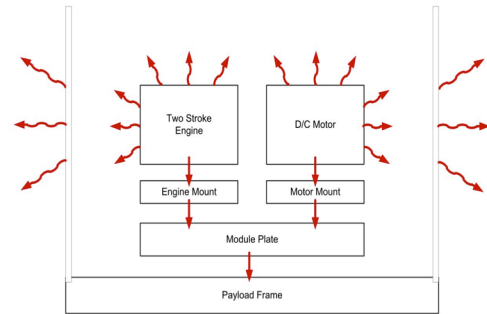 Two Stroke
Engine
D/C Motor
Engine Mount
Motor Mount
Module Plate
Payload Frame